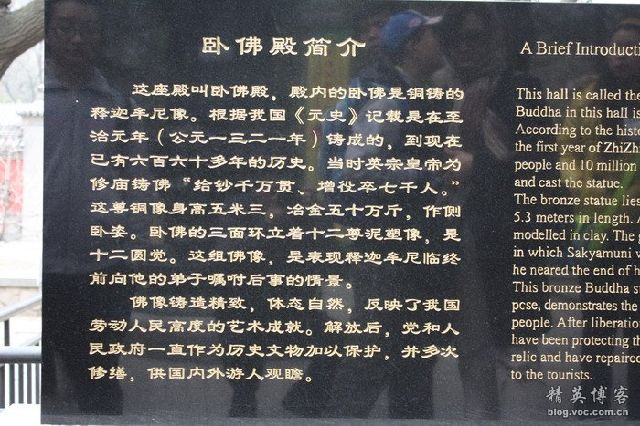 卧佛殿简介
这座殿叫卧佛殿，殿内的卧佛是铜铸的
释迦牟尼像。根据我国《元史》记载是在至
治元年（公元一三二一年）铸成的，到现在
已有六百六十多年的历史。当时英宗皇帝为
修庙铸佛“给钞千万贯、增役卒七千人。”
这尊铜像身高五米三，冶金五十万斤，作侧
卧姿。卧佛的三面环立着十二尊泥塑像，是
十二圆觉。这组佛像，是表现释迦牟尼临终
前向他的弟子嘱咐后事的情景。
佛像铸造精致，体态自然，反映了我国
劳动人民高度的艺术成就。解放后，党和人
民政府一直作为历史文物加以保护，并多次
修缮，供国内外游人观瞻。
A Brief Introducti
This hall is called the
Buddha in this hall is
According to the histo
the first year of ZhiZhi
people and 10 million
and cast the statue.
The bronze statue lies
5.3 meters in length. A
modelled in clay. The g
in which Sakyamuni w
he neared the end of h
This bronze Buddha st
pose, demonstrates the
people. After liberatio
have been protecting th
relic and have repaired
to the tourists.
精英博客
blog.voc.com.cn